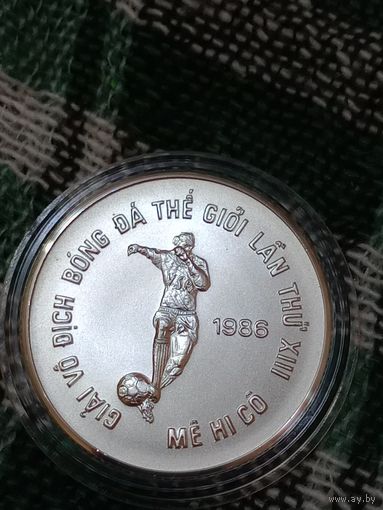 GIẢI VÔ ĐỊCH BÓNG ĐÁ THẾ GIỚI LẦN THỨ XIII
1986
MÊ HI CÔ
www.ay.by